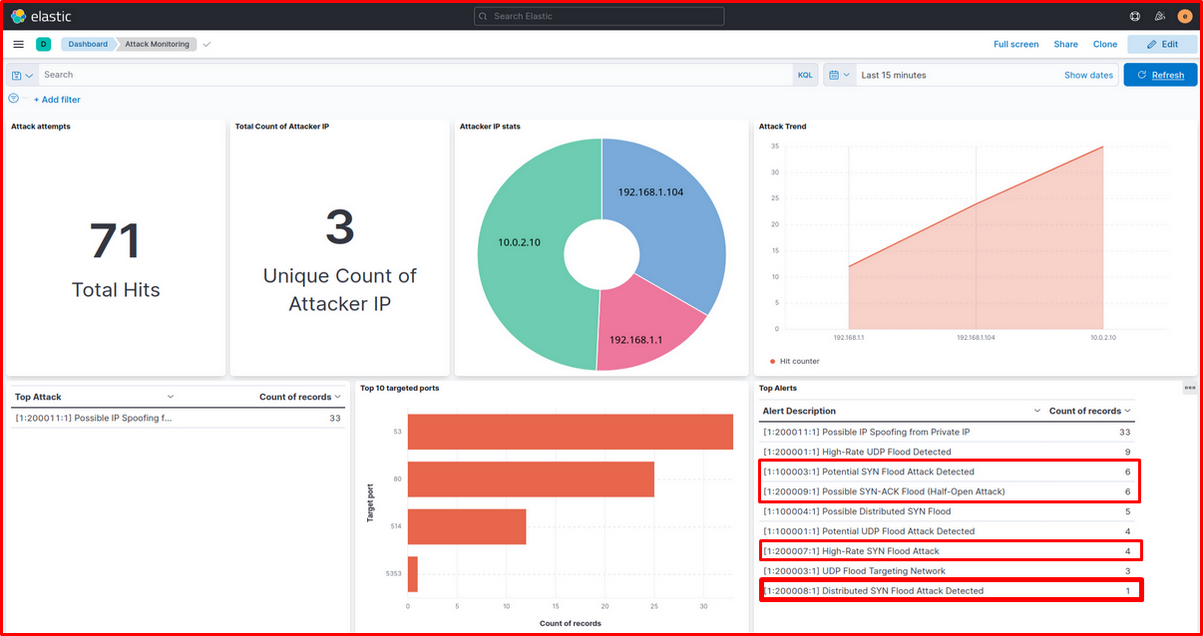 elastic
Search Elastic
e
D
Dashboard
Attack Monitoring
Full screen
Share
Clone
Edit
Search
KQL
Last 15 minutes
Show dates
Refresh
+ Add filter
Attack attempts
71
Total Hits
Total Count of Attacker IP
3
Unique Count of
Attacker IP
Attacker IP stats
192.168.1.104
10.0.2.10
192.168.1.1
Attack Trend
35
30
25
20
15
10
5
0
192.168.1.1
192.168.1.104
10.0.2.10
Hit counter
Top Attack Count of records
[1:200011:1] Possible IP Spoofing f... 33
Top 10 targeted ports
Target port
53
80
514
5353
0 5 10 15 20 25 30
Count of records
Top Alerts
Alert Description Count of records
[1:200011:1] Possible IP Spoofing from Private IP 33
[1:200001:1] High-Rate UDP Flood Detected 9
[1:100003:1] Potential SYN Flood Attack Detected 6
[1:200009:1] Possible SYN-ACK Flood (Half-Open Attack) 6
[1:100004:1] Possible Distributed SYN Flood 5
[1:100001:1] Potential UDP Flood Attack Detected 4
[1:200007:1] High-Rate SYN Flood Attack 4
[1:200003:1] UDP Flood Targeting Network 3
[1:200008:1] Distributed SYN Flood Attack Detected 1